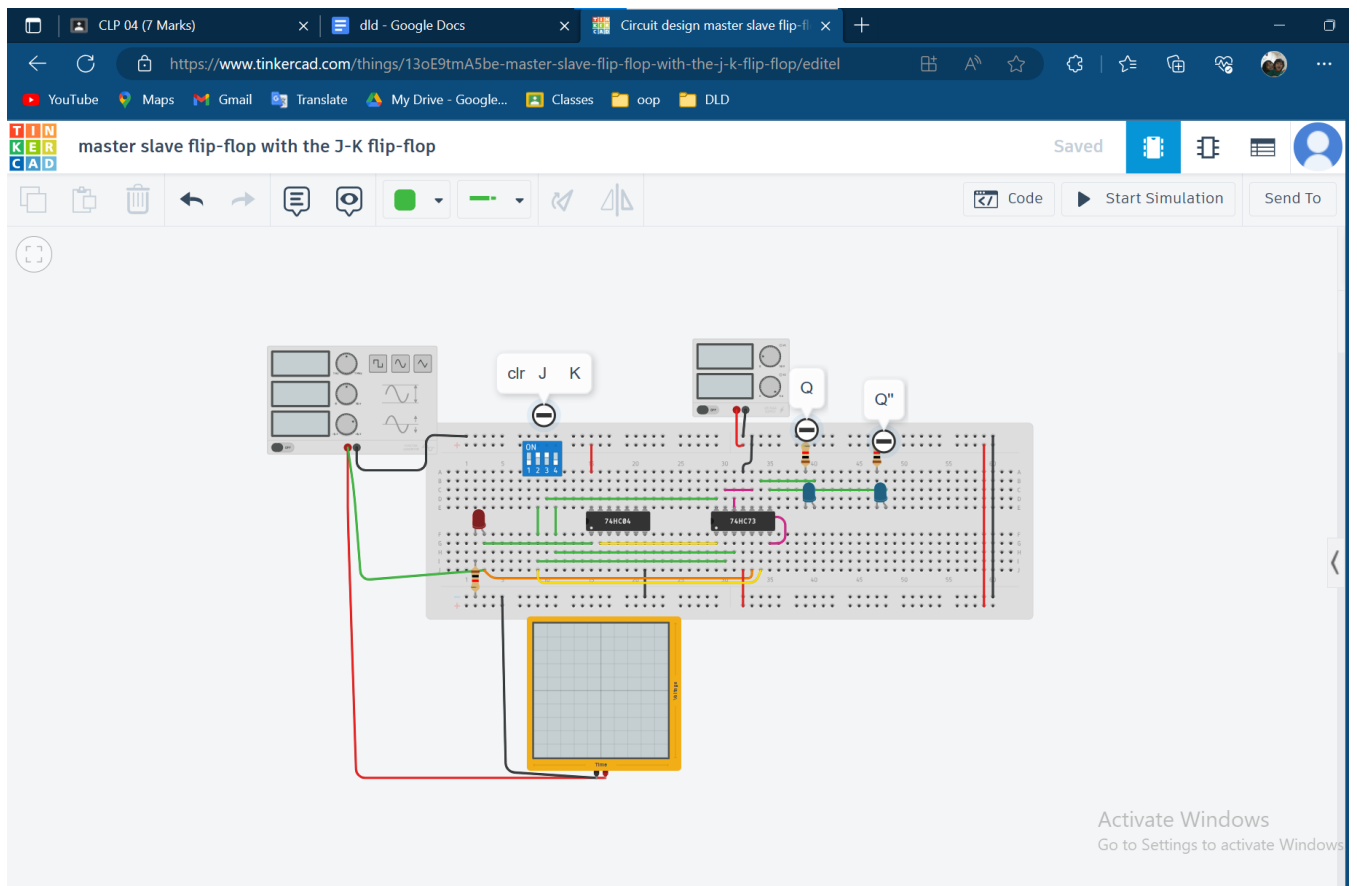 CLP 04 (7 Marks)
dld - Google Docs
Circuit design master slave flip-fl
https://www.tinkercad.com/things/13oE9tmA5be-master-slave-flip-flop-with-the-j-k-flip-flop/editel
YouTube Maps Gmail Translate My Drive - Google... Classes oop DLD
TIN
KER
CAD
master slave flip-flop with the J-K flip-flop
Saved
Code
Start Simulation
Send To
clr J K
Q
Q"
ON
1 2 3 4
74HC04
74HC73
Time
Activate Windows
Go to Settings to activate Windows